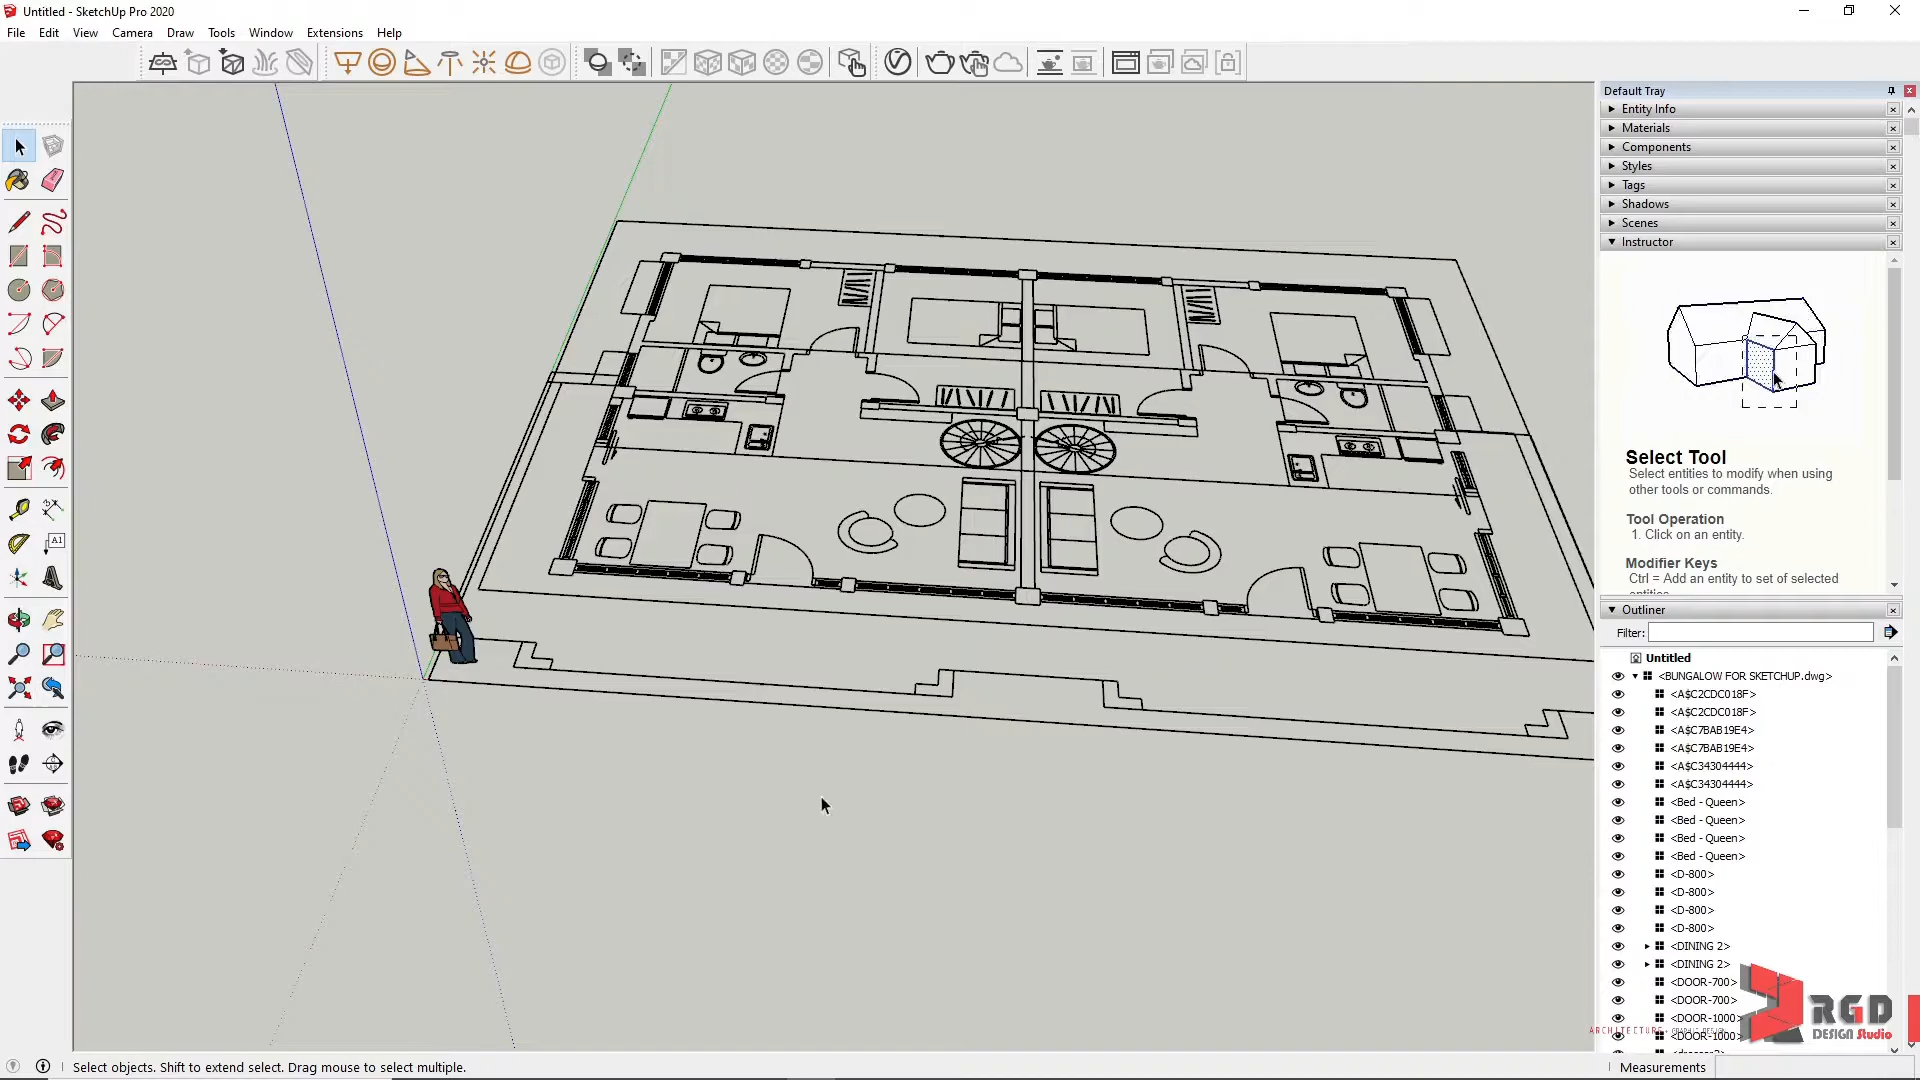 Untitled - SketchUp Pro 2020
File Edit View Camera Draw Tools Window Extensions Help
Default Tray
Entity Info
Materials
Components
Styles
Tags
Shadows
Scenes
Instructor
Select Tool
Select entities to modify when using
other tools or commands.
Tool Operation
1. Click on an entity.
Modifier Keys
Ctrl = Add an entity to set of selected
entities.
Outliner
Filter:
Untitled
<BUNGALOW FOR SKETCHUP.dwg>
<A$C2CDC018F>
<A$C2CDC018F>
<A$C7BAB19E4>
<A$C7BAB19E4>
<A$C34304444>
<A$C34304444>
<Bed - Queen>
<Bed - Queen>
<Bed - Queen>
<Bed - Queen>
<D-800>
<D-800>
<D-800>
<D-800>
<DINING 2>
<DINING 2>
<DOOR-700>
<DOOR-700>
<DOOR-1000>
<DOOR-1000>
A1
RGD
DESIGN Studio
ARCHITECTURE
Select objects. Shift to extend select. Drag mouse to select multiple.
Measurements